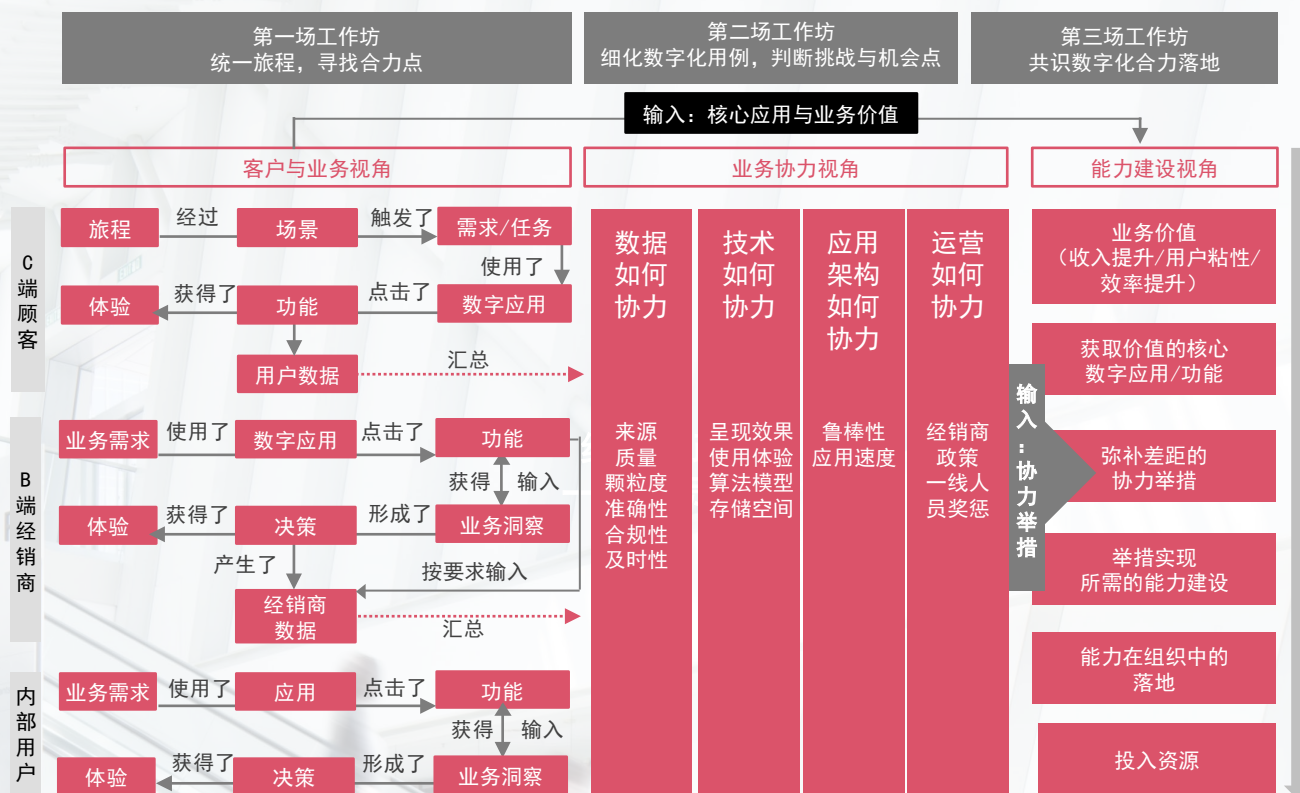 第一场工作坊
统一旅程，寻找合力点
第二场工作坊
细化数字化用例，判断挑战与机会点
第三场工作坊
共识数字化合力落地
输入：核心应用与业务价值
客户与业务视角
业务协力视角
能力建设视角
C端顾客
旅程
经过
场景
触发了
需求/任务
使用了
体验
获得了
功能
点击了
数字应用
用户数据
汇总
B端经销商
业务需求
使用了
数字应用
点击了
功能
获得
输入
体验
获得了
决策
形成了
业务洞察
产生了
按要求输入
经销商
数据
汇总
内部用户
业务需求
使用了
应用
点击了
功能
获得
输入
体验
获得了
决策
形成了
业务洞察
数据
如何
协力
来源
质量
颗粒度
准确性
合规性
及时性
技术
如何
协力
呈现效果
使用体验
算法模型
存储空间
应用
架构
如何
协力
鲁棒性
应用速度
运营
如何
协力
经销商
政策
一线人
员奖惩
输入：协力举措
业务价值
（收入提升/用户粘性/
效率提升）
获取价值的核心
数字应用/功能
弥补差距的
协力举措
举措实现
所需的能力建设
能力在组织中的
落地
投入资源